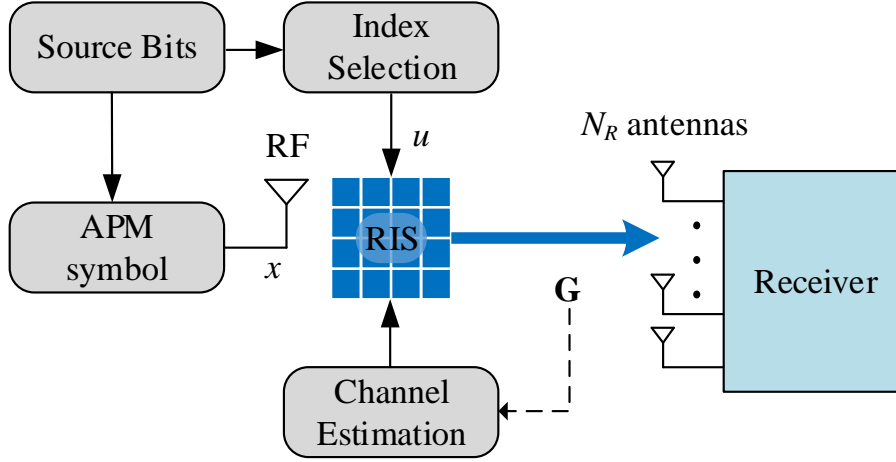 Source Bits
Index
Selection
N_R antennas
RF
u
APM
symbol
x
RIS
G
Receiver
Channel
Estimation